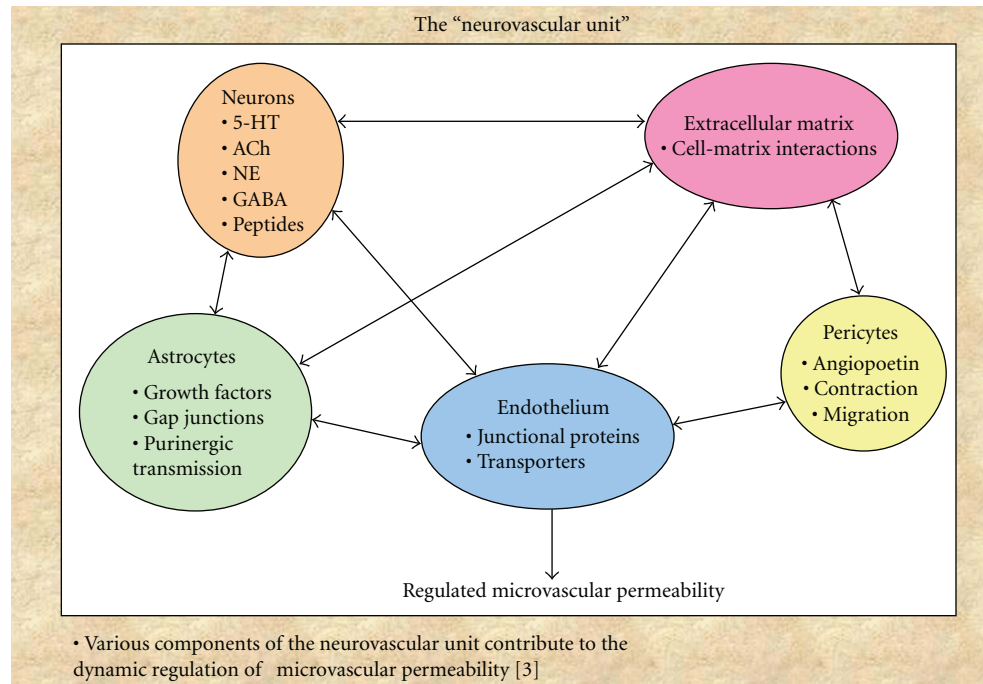 The “neurovascular unit”
Neurons
• 5-HT
• ACh
• NE
• GABA
• Peptides
Extracellular matrix
• Cell-matrix interactions
Astrocytes
• Growth factors
• Gap junctions
• Purinergic
transmission
Endothelium
• Junctional proteins
• Transporters
Pericytes
• Angiopoetin
• Contraction
• Migration
Regulated microvascular permeability
• Various components of the neurovascular unit contribute to the
dynamic regulation of microvascular permeability [3]